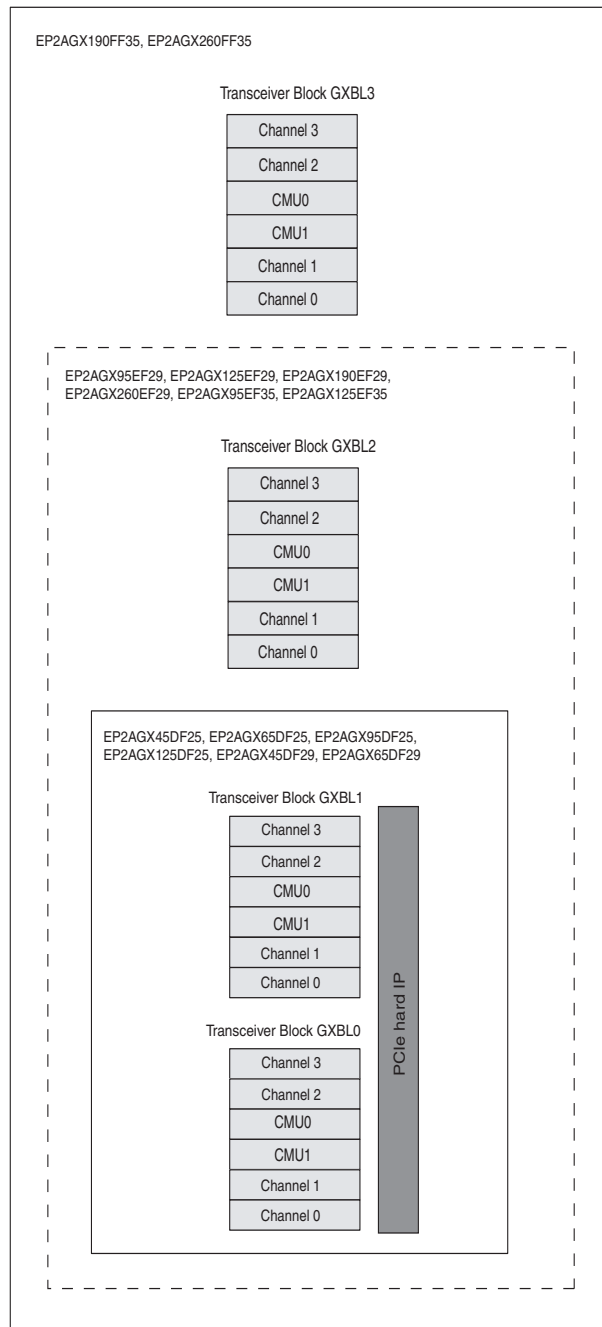 EP2AGX190FF35, EP2AGX260FF35
Transceiver Block GXBL3
Channel 3
Channel 2
CMU0
CMU1
Channel 1
Channel 0
EP2AGX95EF29, EP2AGX125EF29, EP2AGX190EF29,
EP2AGX260EF29, EP2AGX95EF35, EP2AGX125EF35
Transceiver Block GXBL2
Channel 3
Channel 2
CMU0
CMU1
Channel 1
Channel 0
EP2AGX45DF25, EP2AGX65DF25, EP2AGX95DF25,
EP2AGX125DF25, EP2AGX45DF29, EP2AGX65DF29
Transceiver Block GXBL1
Channel 3
Channel 2
CMU0
CMU1
Channel 1
Channel 0
PCIe hard IP
Transceiver Block GXBL0
Channel 3
Channel 2
CMU0
CMU1
Channel 1
Channel 0